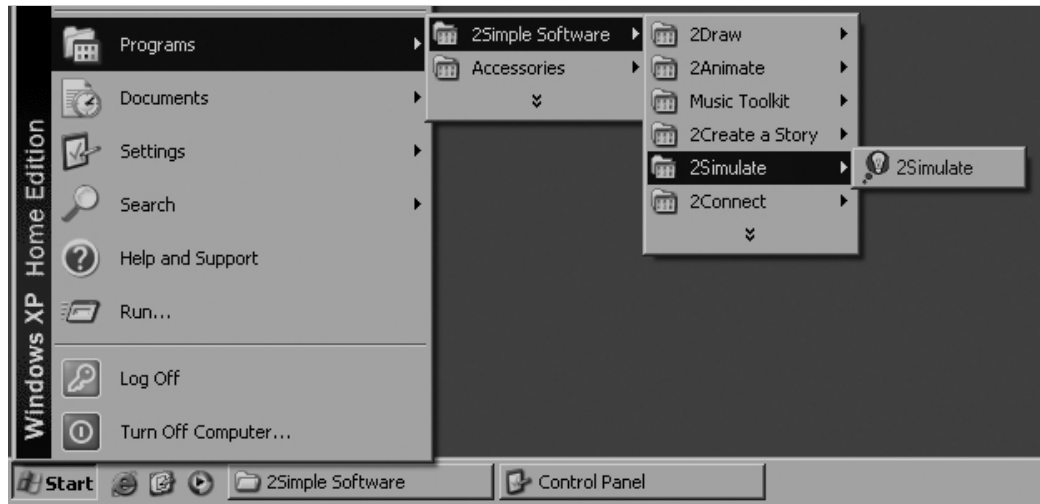 Windows XP Home Edition
Programs
Documents
Settings
Search
Help and Support
Run...
Log Off
Turn Off Computer...
2Simple Software
Accessories
2Draw
2Animate
Music Toolkit
2Create a Story
2Simulate
2Connect
2Simulate
Start
2Simple Software
Control Panel